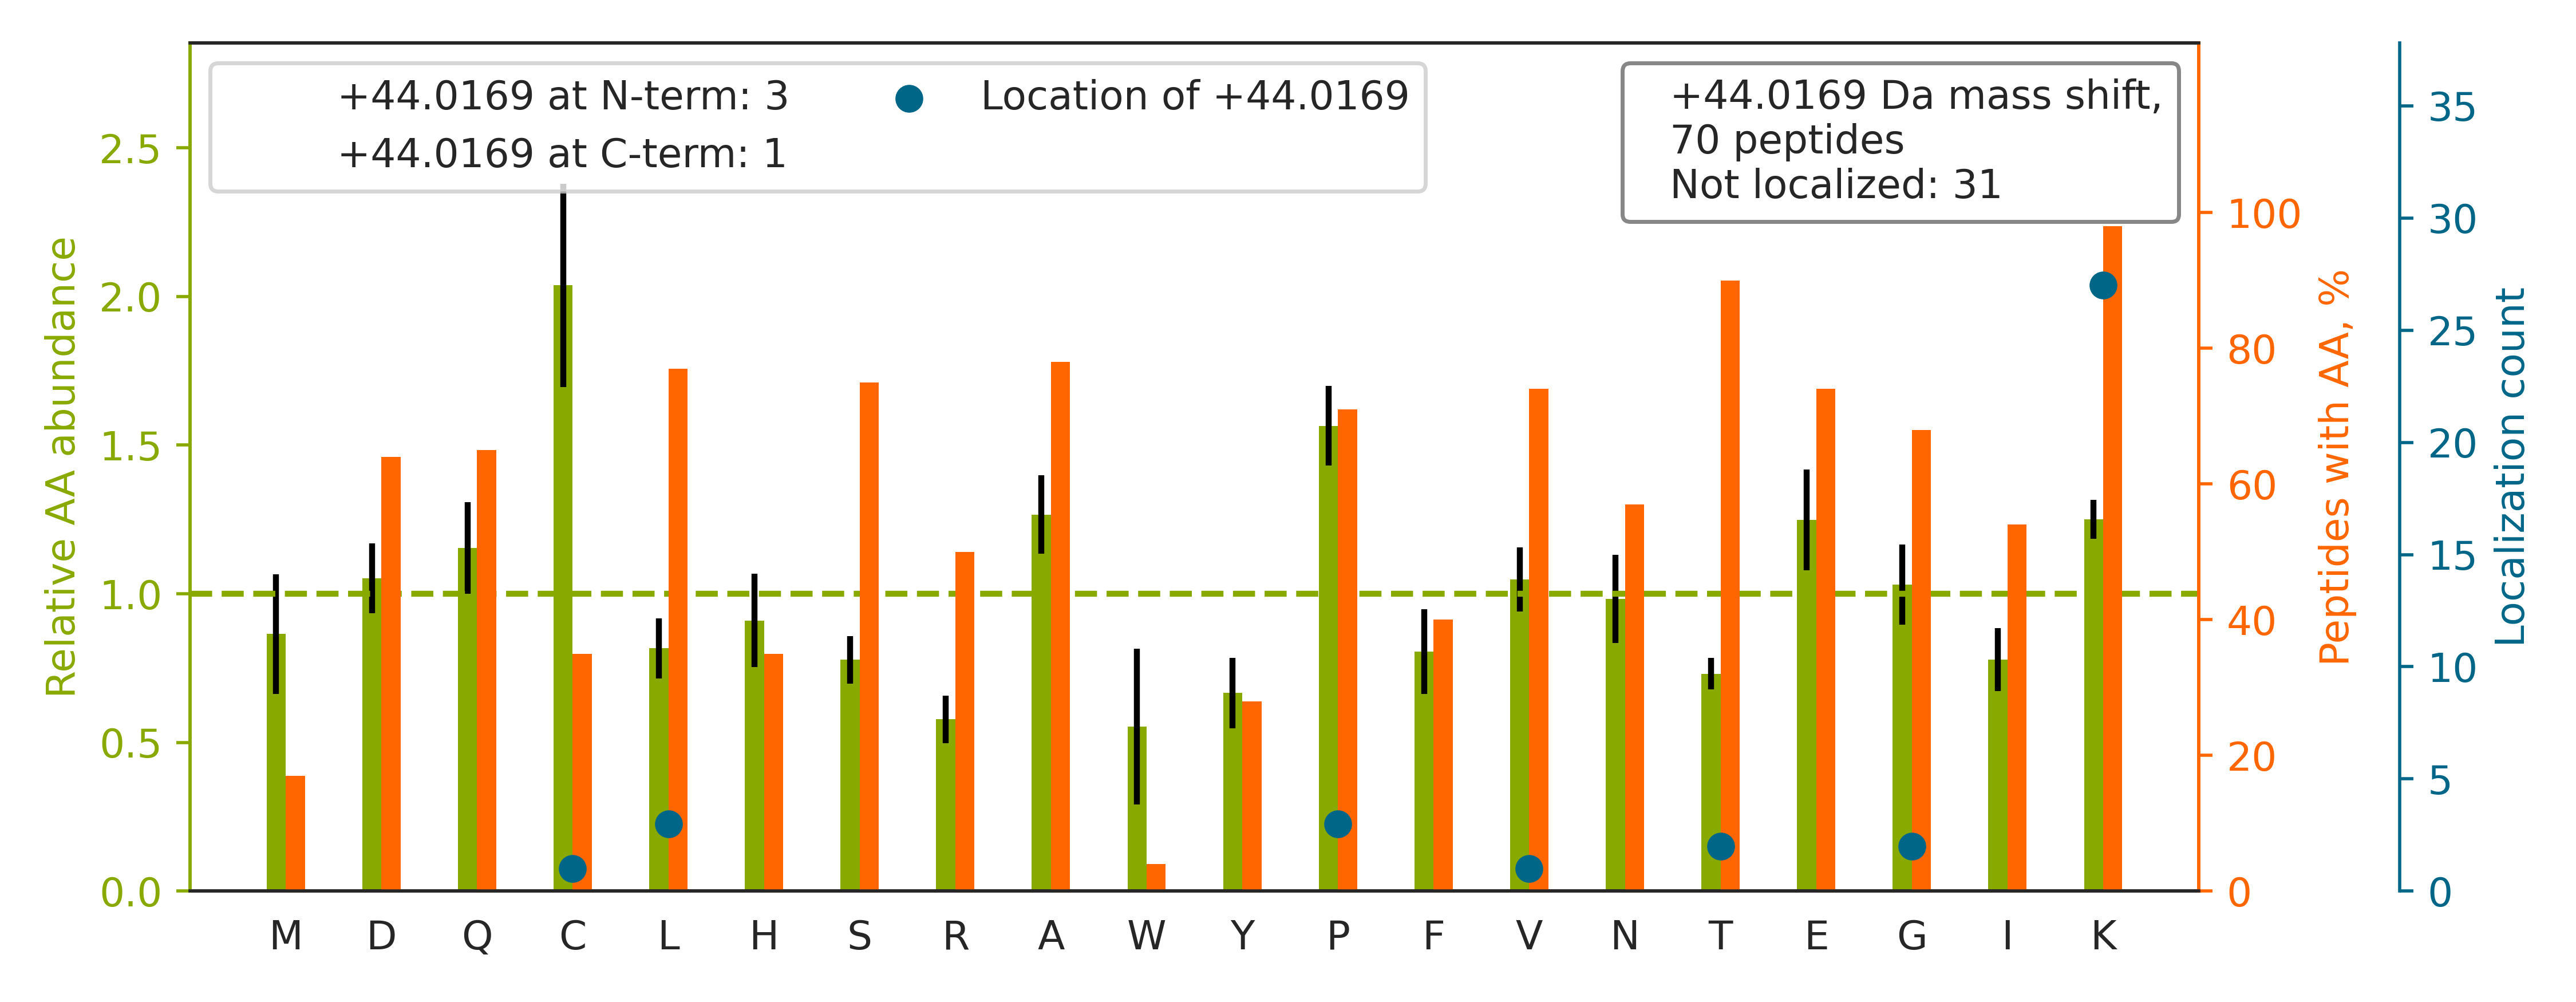 +44.0169 at N-term: 3
+44.0169 at C-term: 1
Location of +44.0169
+44.0169 Da mass shift,
70 peptides
Not localized: 31
Relative AA abundance
2.5
2.0
1.5
1.0
0.5
0.0
M D Q C L H S R A W Y P F V N T E G I K
100
80
60
40
20
0
Peptides with AA, %
35
30
25
20
15
10
5
0
Localization count